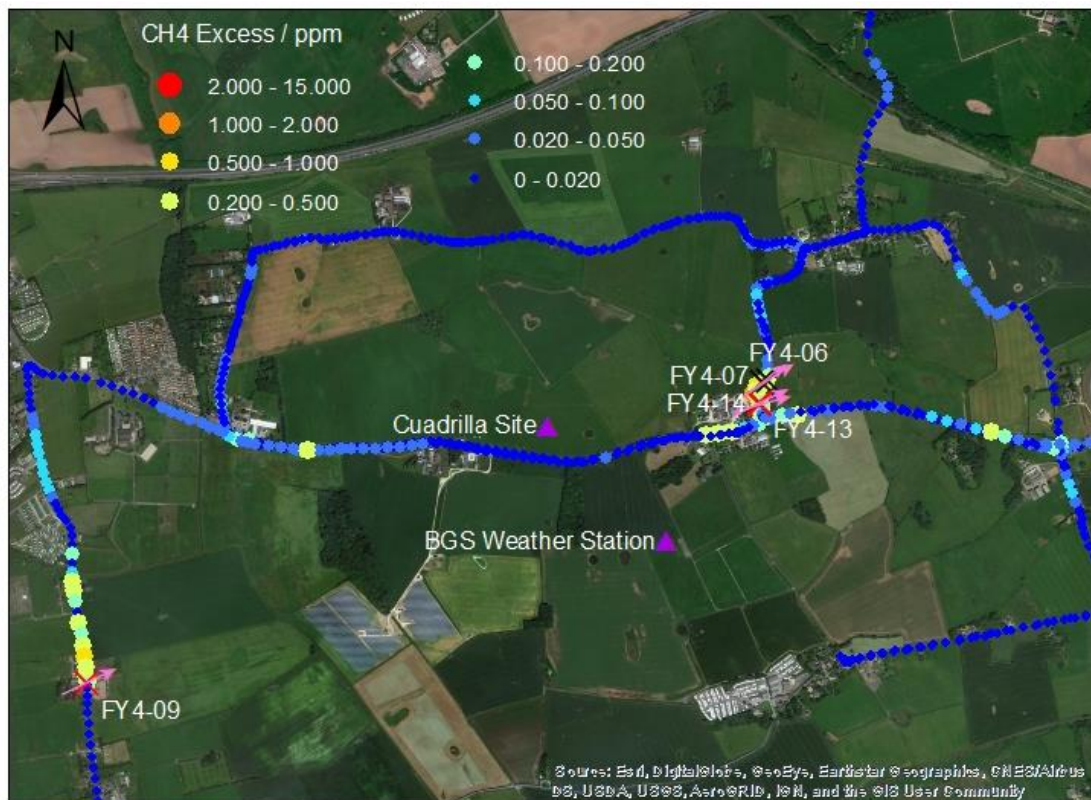 N
CH4 Excess / ppm
2.000 - 15.000
1.000 - 2.000
0.500 - 1.000
0.200 - 0.500
0.100 - 0.200
0.050 - 0.100
0.020 - 0.050
0 - 0.020
FY4-06
FY4-07
FY4-14
FY4-13
Cuadrilla Site
BGS Weather Station
FY4-09
Source: Esri, DigitalGlobe, GeoEye, Earthstar Geographics, CNES/Airbus
DS, USDA, USGS, AeroGRID, IGN, and the GIS User Community